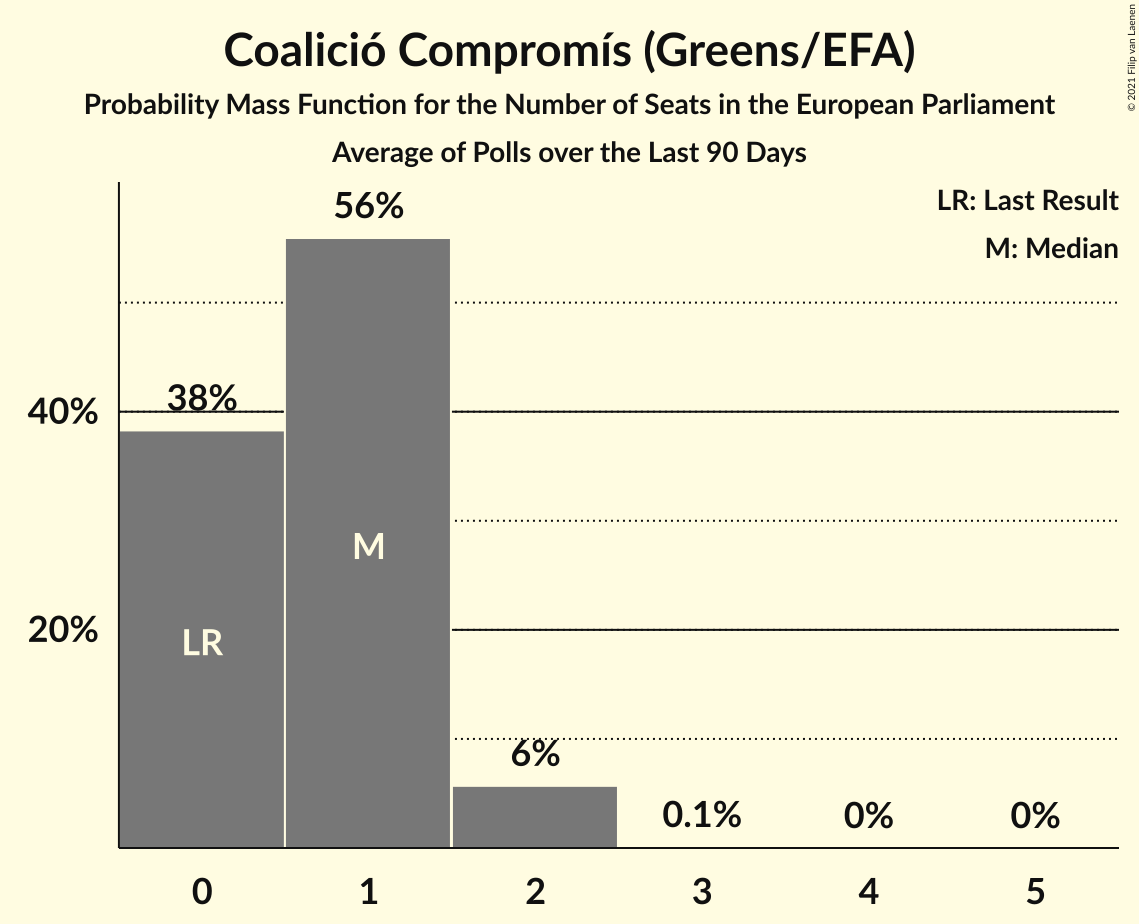 Coalició Compromís (Greens/EFA)
Probability Mass Function for the Number of Seats in the European Parliament
Average of Polls over the Last 90 Days
© 2021 Filip van Laenen
LR: Last Result
M: Median
56%
38%
40%
M
LR
20%
6%
0.1%
0%
0%
0 1 2 3 4 5